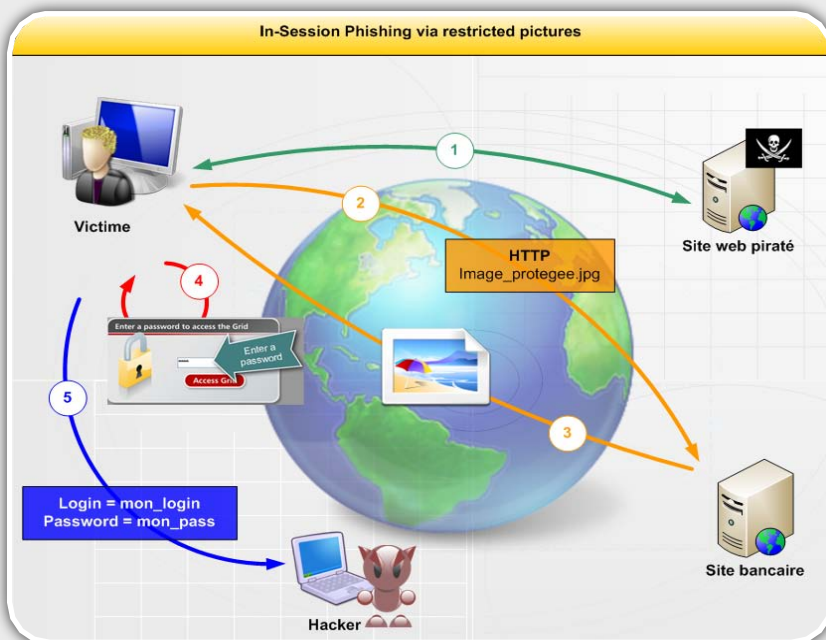 In-Session Phishing via restricted pictures
1
2
Victime
Site web piraté
HTTP
Image_protegee.jpg
4
Enter a password to access the Grid
Enter a
password
Access Grid
5
3
Login = mon_login
Password = mon_pass
Site bancaire
Hacker